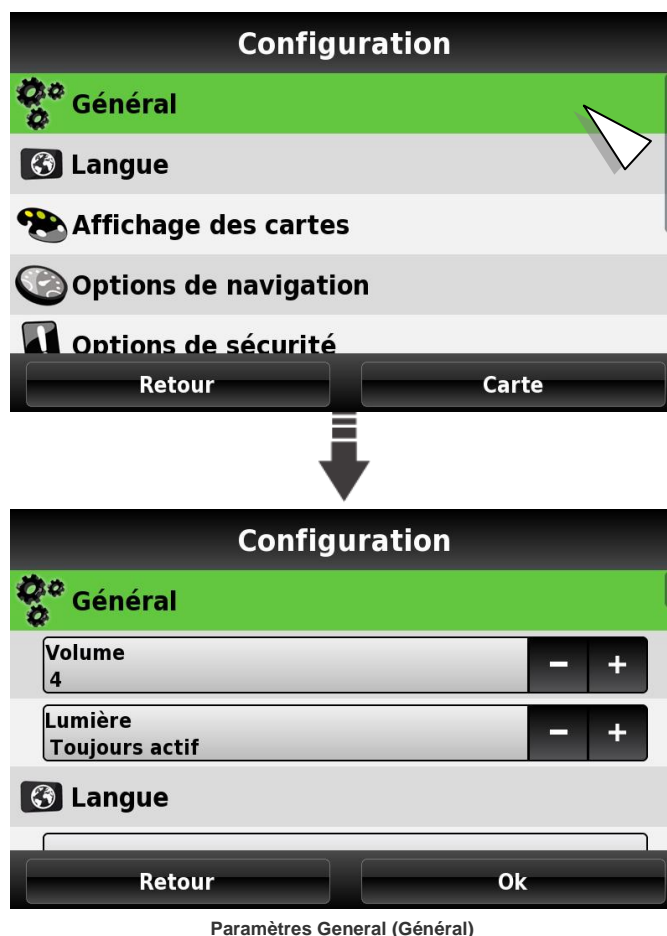 Configuration
Général
Langue
Affichage des cartes
Options de navigation
Options de sécurité
Retour
Carte
Configuration
Général
Volume
4
Lumière
Toujours actif
Langue
Retour
Ok
Paramètres General (Général)